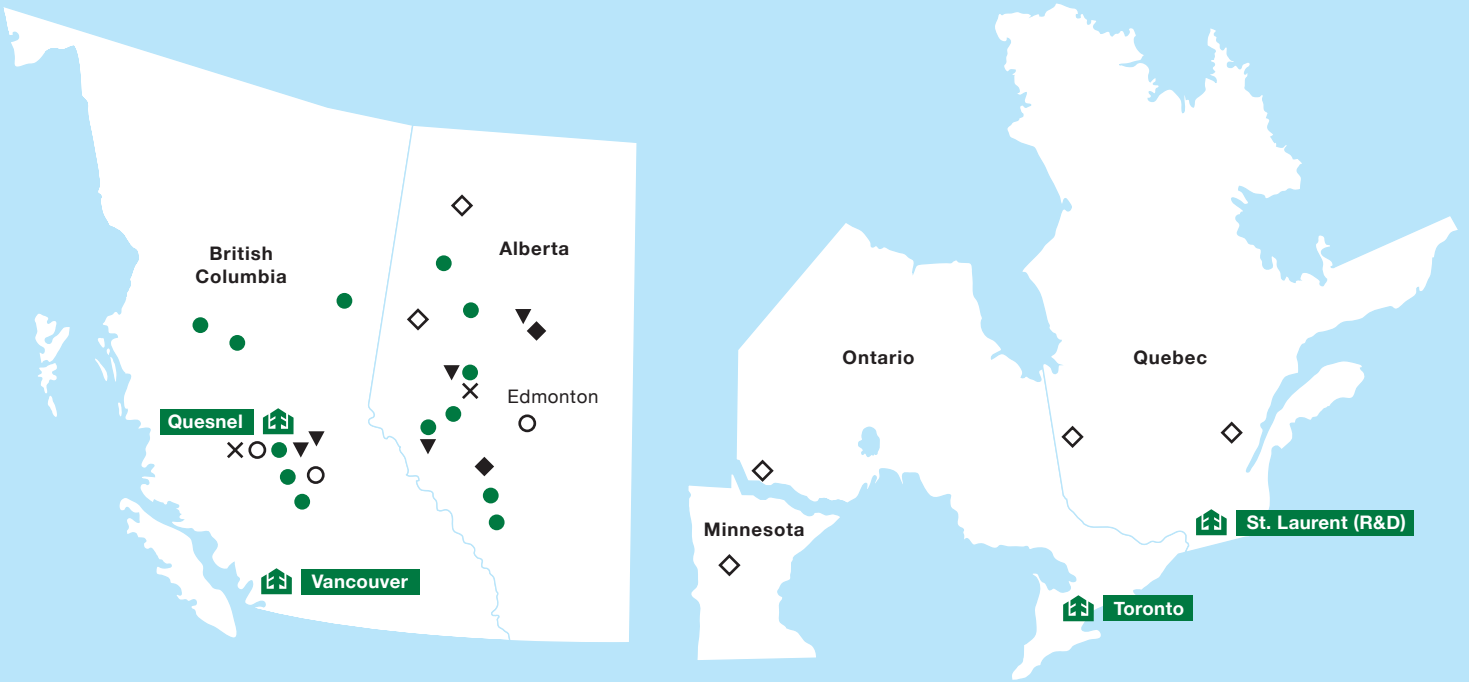 British
Columbia
Alberta
Edmonton
Quesnel
Vancouver
Ontario
Quebec
Minnesota
St. Laurent (R&D)
Toronto